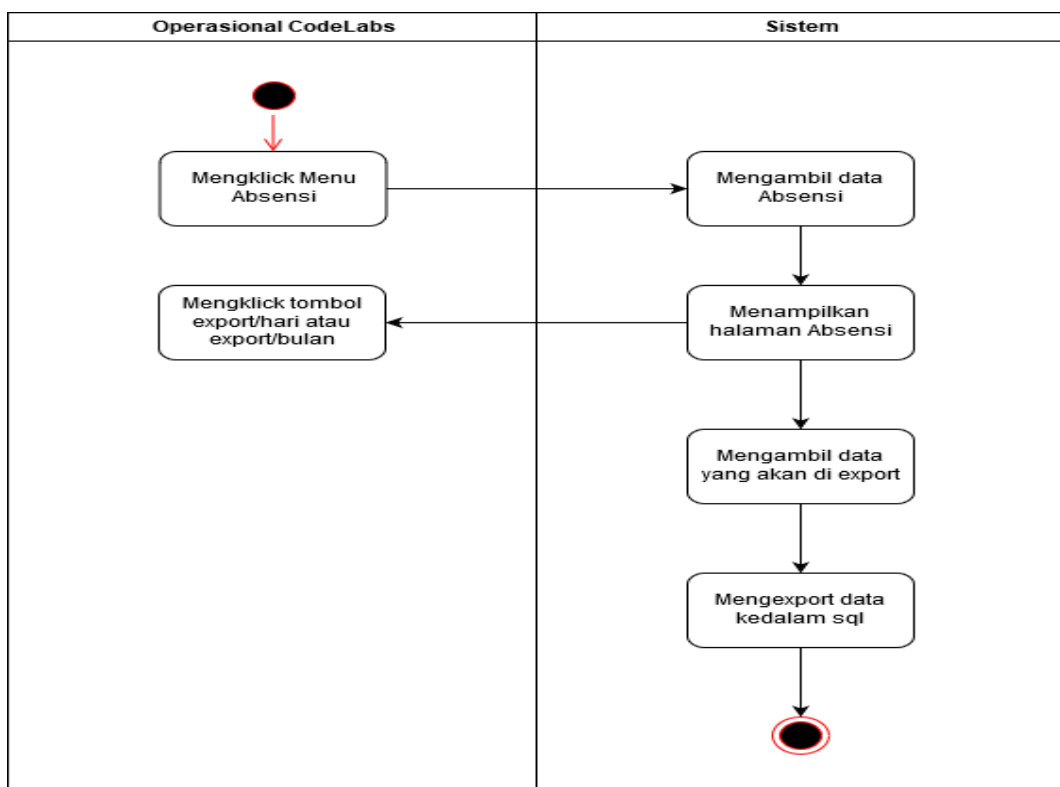 Operasional CodeLabs
Sistem
Mengklick Menu
Absensi
Mengambil data
Absensi
Mengklick tombol
export/hari atau
export/bulan
Menampilkan
halaman Absensi
Mengambil data
yang akan di export
Mengexport data
kedalam sql